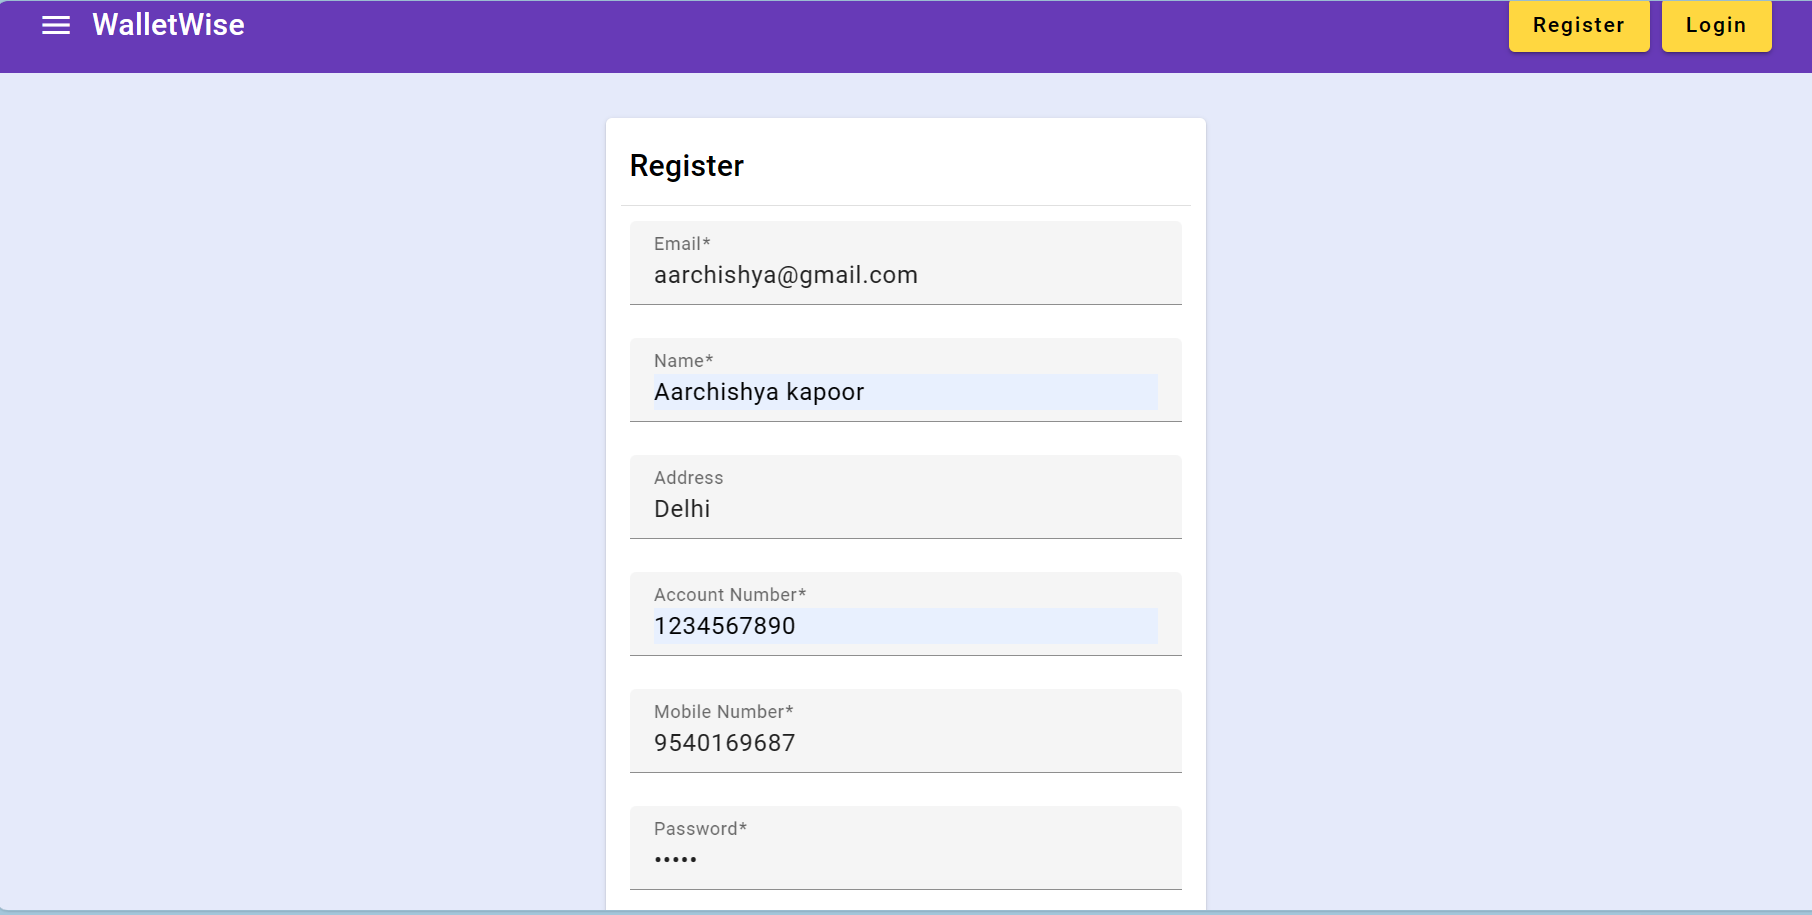 WalletWise
Register
Login
Register
Email*
aarchishya@gmail.com
Name*
Aarchishya kapoor
Address
Delhi
Account Number*
1234567890
Mobile Number*
9540169687
Password*
•••••